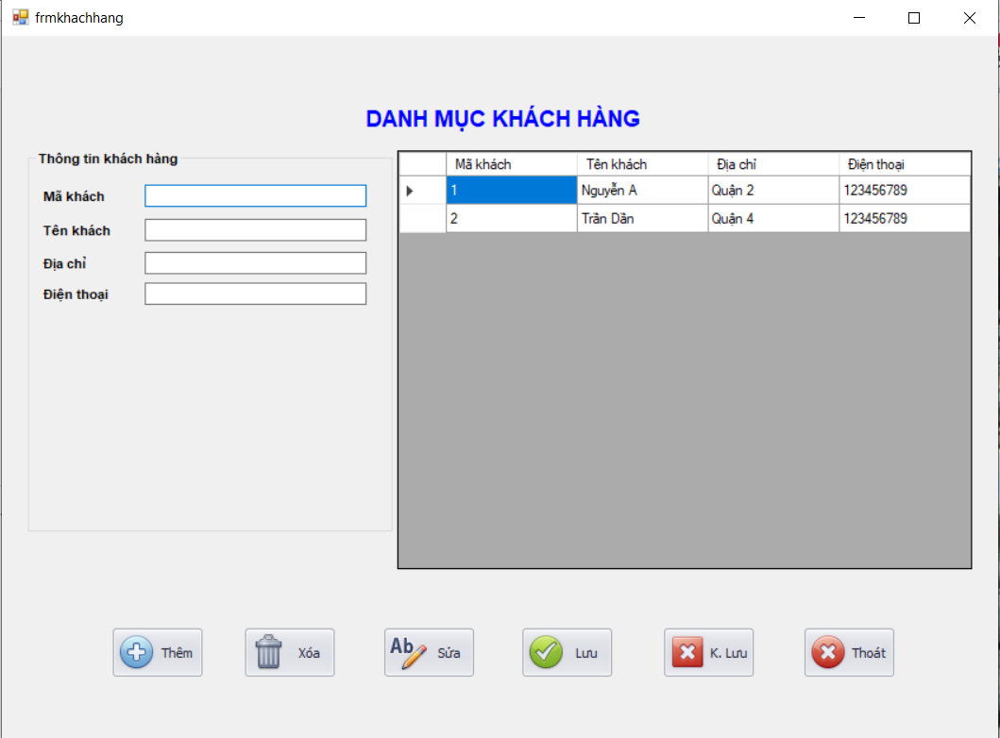 frmkhachhang
DANH MỤC KHÁCH HÀNG
Thông tin khách hàng
Mã khách
Tên khách
Địa chỉ
Điện thoại
Mã khách Tên khách Địa chỉ Điện thoại
1 Nguyễn A Quận 2 123456789
2 Trần Dần Quận 4 123456789
Thêm Xóa Ab Sửa Lưu K. Lưu Thoát